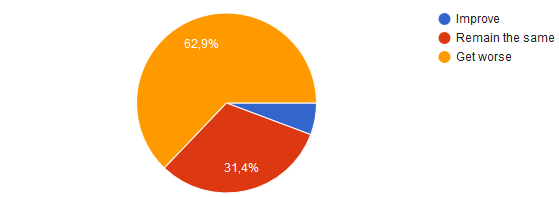 62,9%
31,4%
Improve
Remain the same
Get worse